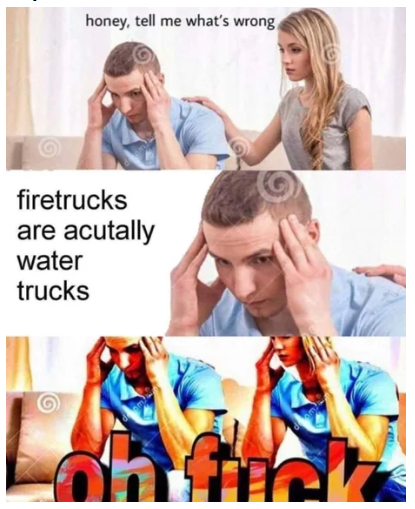 honey, tell me what's wrong
firetrucks
are acutally
water
trucks
oh fuck